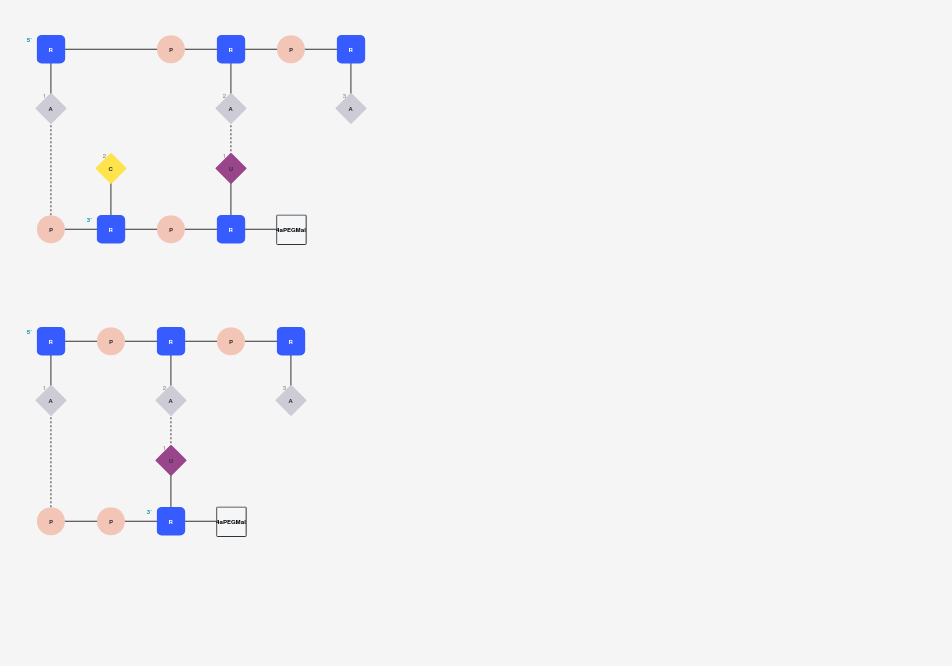 5'
R P R P R
1 2 3
A A A
2 1
C U
3'
P R P R 4aPEGMal
5'
R P R P R
1 2 3
A A A
1
U
3'
P P R 4aPEGMal